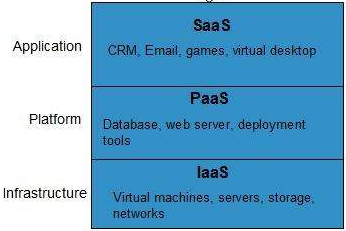 SaaS
Application
CRM, Email, games, virtual desktop
PaaS
Platform
Database, web server, deployment
tools
IaaS
Infrastructure
Virtual machines, servers, storage,
networks